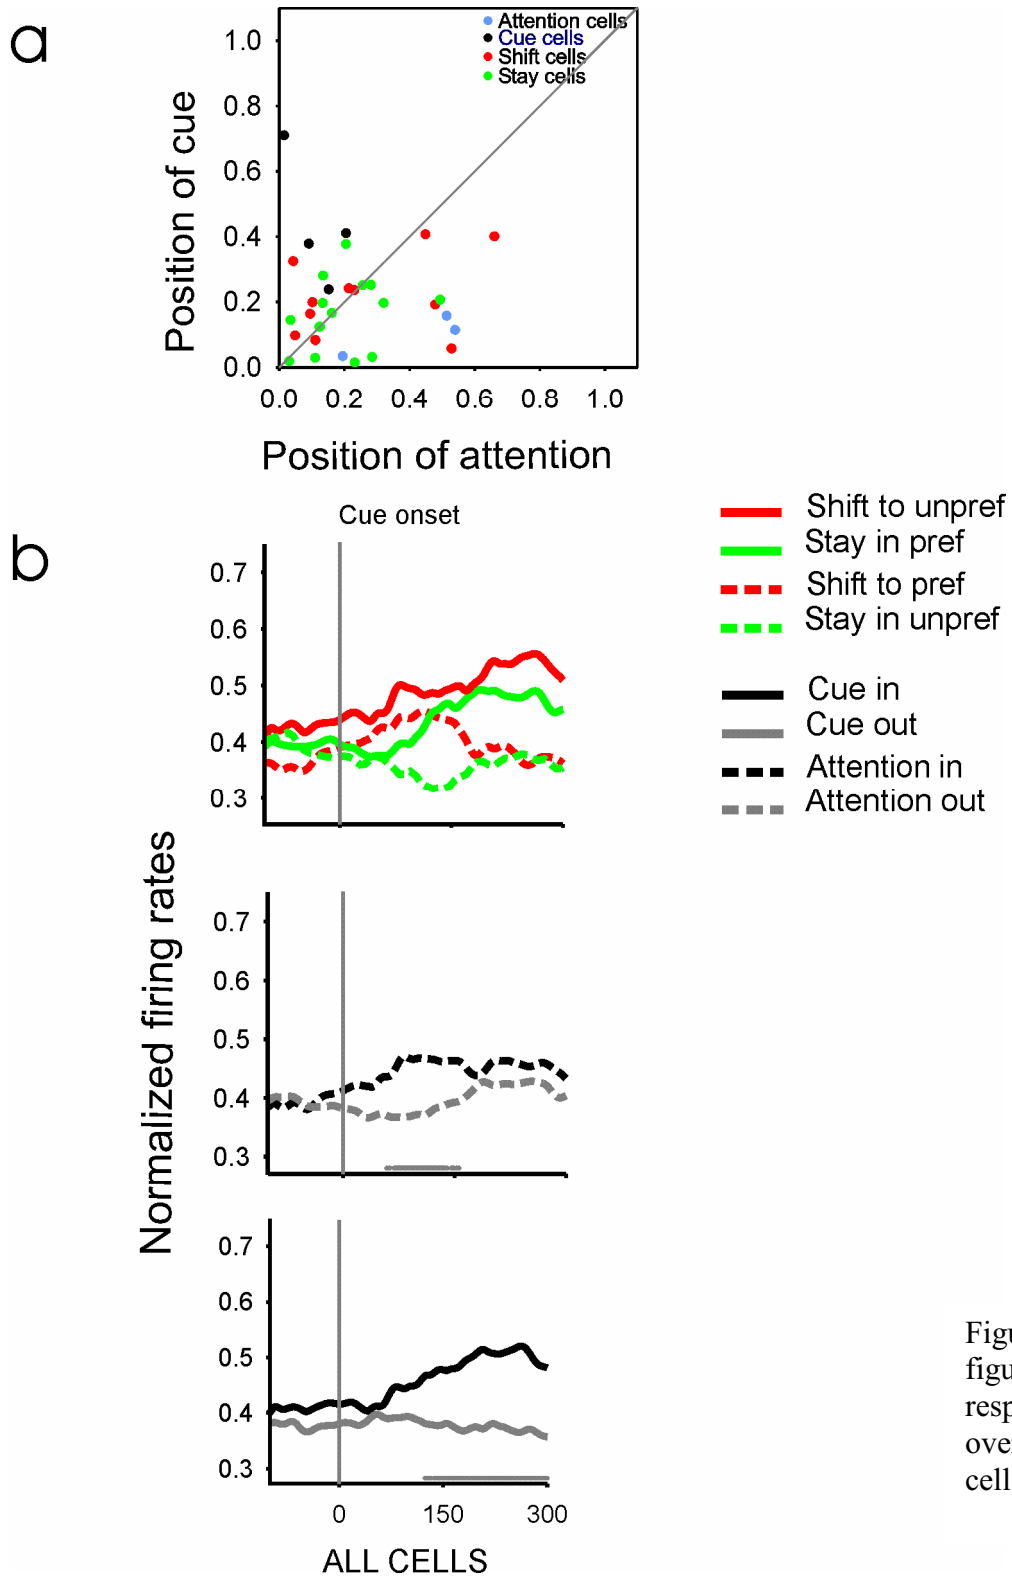 a
Attention cells
Cue cells
Shift cells
Stay cells
1.0
0.8
0.6
0.4
0.2
0.0
Position of cue
0.0 0.2 0.4 0.6 0.8 1.0
Position of attention
b
Cue onset
Shift to unpref
Stay in pref
Shift to pref
Stay in unpref
Cue in
Cue out
Attention in
Attention out
0.7
0.6
0.5
0.4
0.3
Normalized firing rates
0.7
0.6
0.5
0.4
0.3
0.7
0.6
0.5
0.4
0.3
0 150 300
ALL CELLS
Figu
figu
resp
over
cell